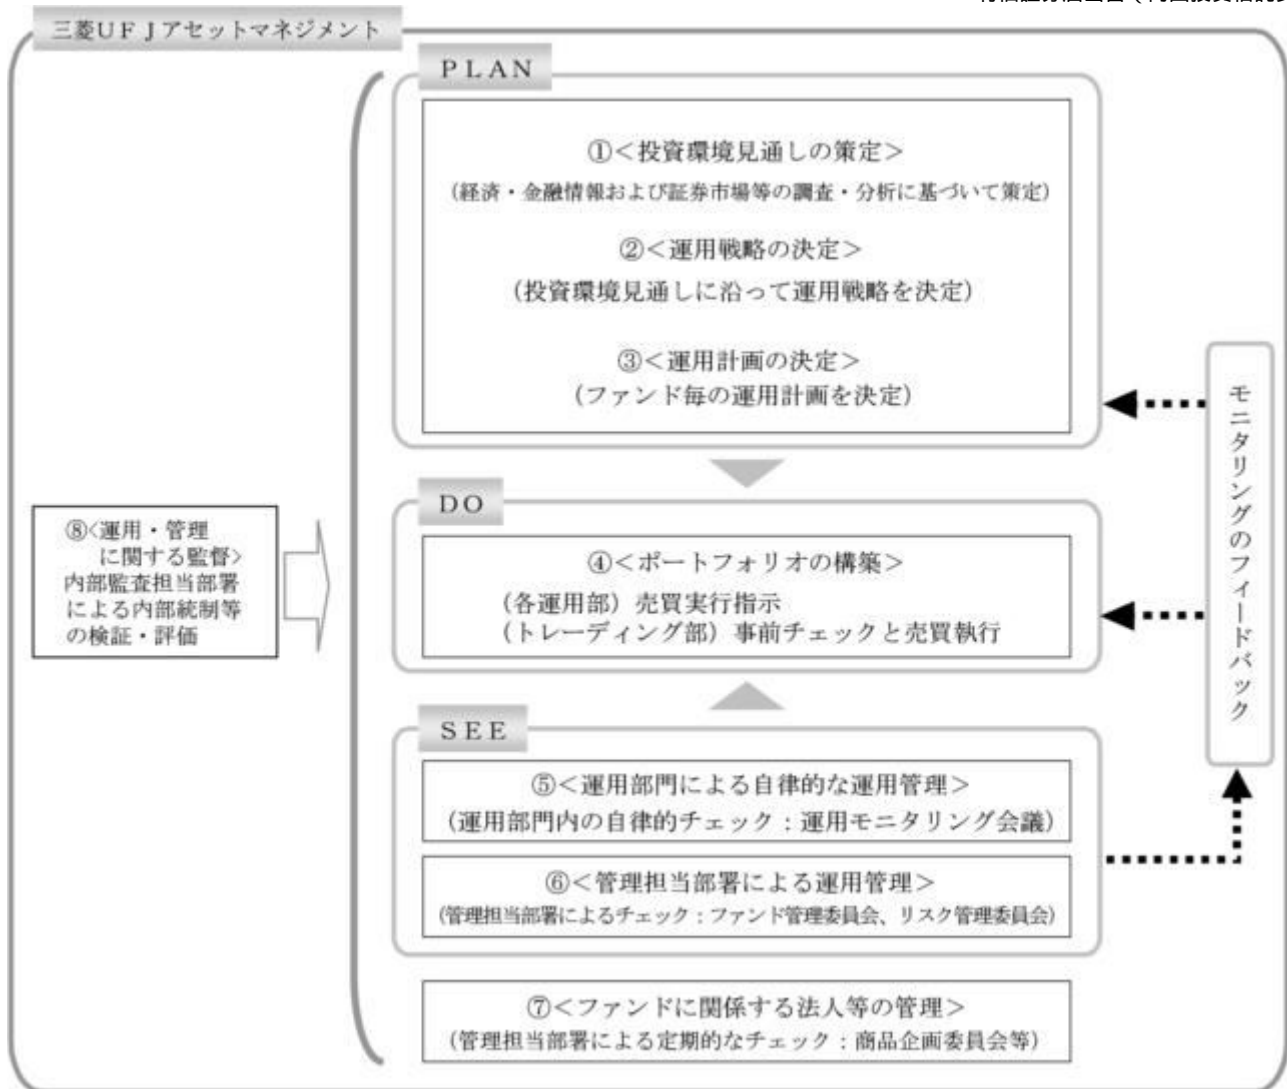 三菱UFJアセットマネジメント
PLAN
①<投資環境見通しの策定>
(経済・金融情報および証券市場等の調査・分析に基づいて策定)
②<運用戦略の決定>
(投資環境見通しに沿って運用戦略を決定)
③<運用計画の決定>
(ファンド毎の運用計画を決定)
DO
④<ポートフォリオの構築>
(各運用部)売買実行指示
(トレーディング部)事前チェックと売買執行
SEE
⑤<運用部門による自律的な運用管理>
(運用部門内の自律的チェック:運用モニタリング会議)
⑥<管理担当部署による運用管理>
(管理担当部署によるチェック:ファンド管理委員会、リスク管理委員会)
⑦<ファンドに関係する法人等の管理>
(管理担当部署による定期的なチェック:商品企画委員会等)
⑧<運用・管理
に関する監督>
内部監査担当部署
による内部統制等
の検証・評価
モニタリングのフィードバック